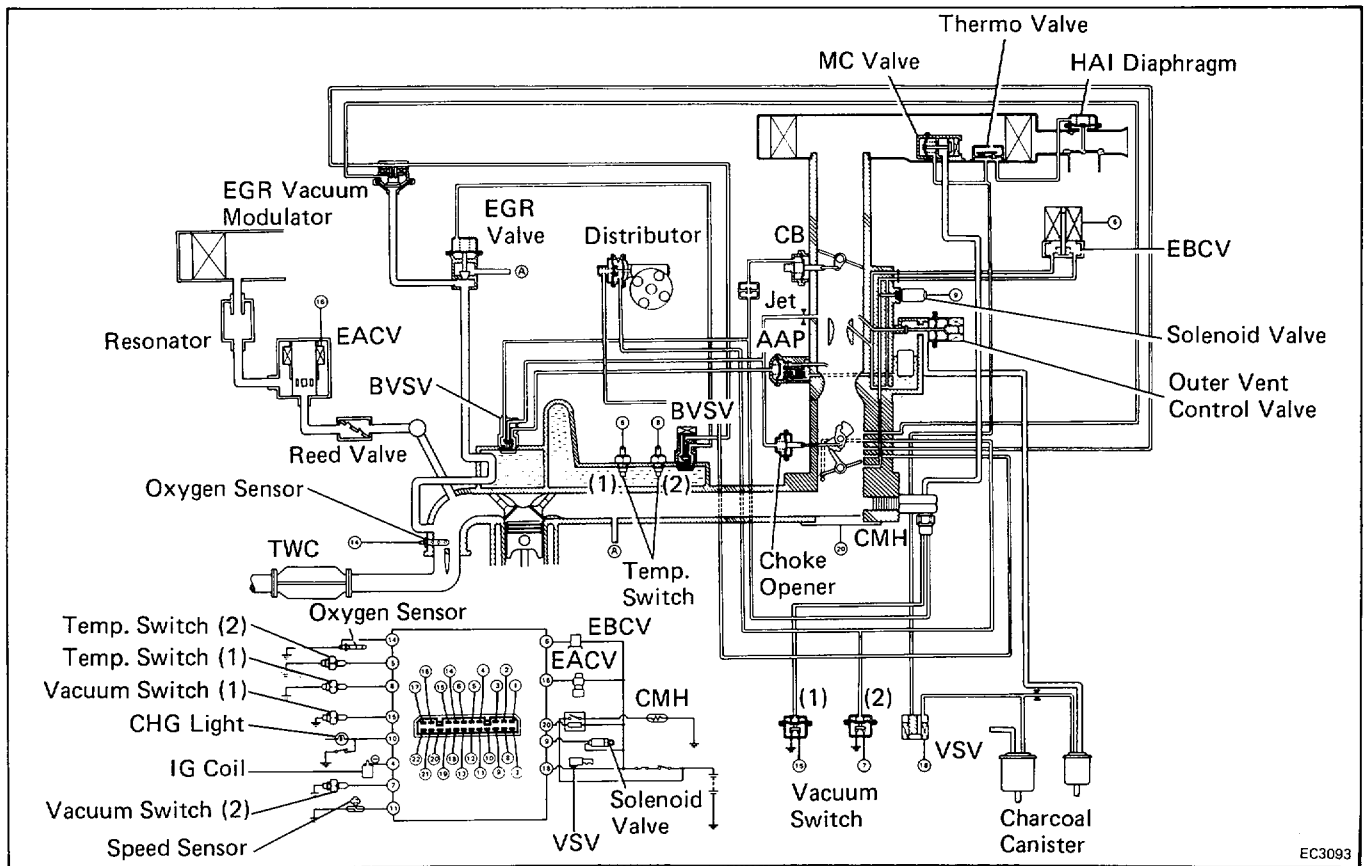 Thermo Valve
MC Valve
HAI Diaphragm
EGR Vacuum
Modulator
EGR
Valve
Distributor
CB
EBCV
Jet
Resonator
EACV
AAP
Solenoid Valve
BVSV
BVSV
Outer Vent
Control Valve
Reed Valve
(1)
(2)
Oxygen Sensor
TWC
A
A
CMH
Choke
Opener
Temp.
Switch
Oxygen Sensor
Temp. Switch (2)
Temp. Switch (1)
Vacuum Switch (1)
CHG Light
IG Coil
Vacuum Switch (2)
Speed Sensor
EBCV
EACV
CMH
Solenoid
Valve
VSV
(1)
(2)
Vacuum
Switch
VSV
Charcoal
Canister
EC3093